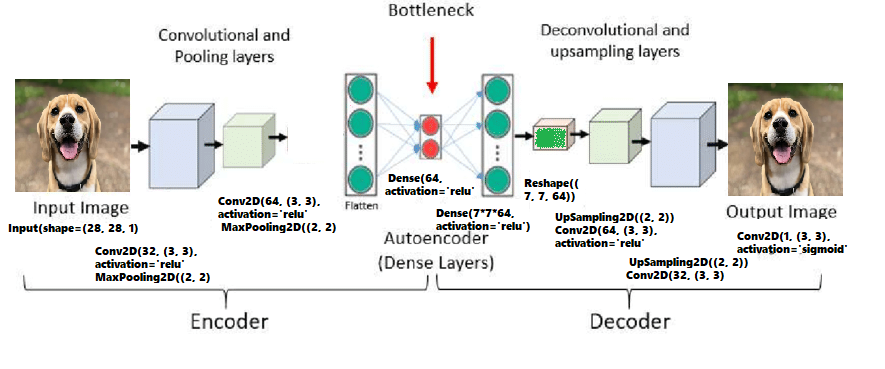 Bottleneck
Convolutional and
Pooling layers
Deconvolutional and
upsampling layers
Input Image
Input(shape=(28, 28, 1)
Conv2D(32, (3, 3),
activation='relu'
MaxPooling2D((2, 2)
Conv2D(64, (3, 3),
activation='relu'
MaxPooling2D((2, 2)
Flatten
Dense(64,
activation='relu'
Dense(7*7*64,
activation='relu')
Autoencoder
(Dense Layers)
Reshape((
7, 7, 64))
UpSampling2D((2, 2))
Conv2D(64, (3, 3),
activation='relu'
UpSampling2D((2, 2))
Conv2D(32, (3, 3)
Output Image
Conv2D(1, (3, 3),
activation='sigmoid'
Encoder
Decoder